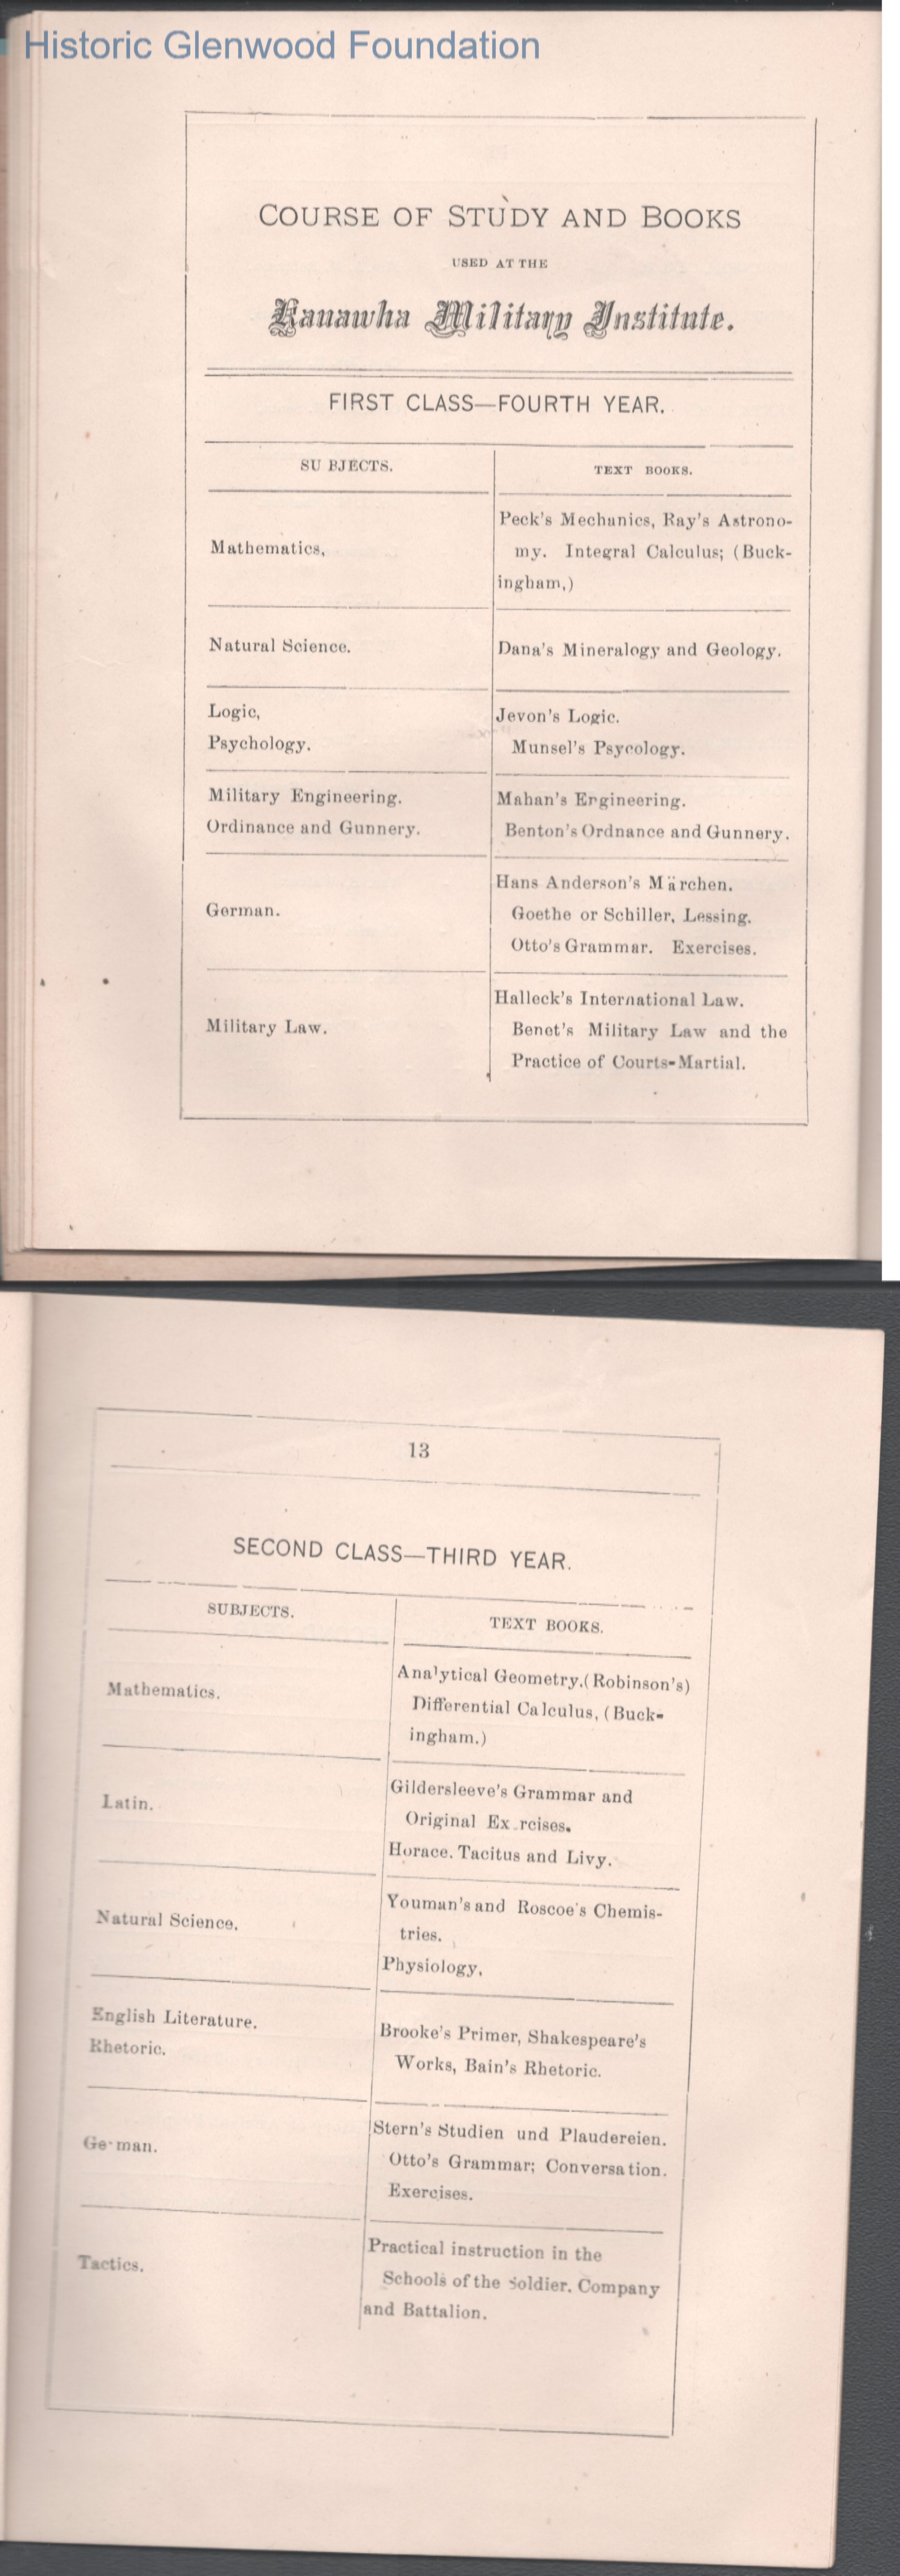 Historic Glenwood Foundation
COURSE OF STUDY AND BOOKS
USED AT THE
Kanawha Military Institute.
FIRST CLASS—FOURTH YEAR.
SU BJECTS.
TEXT BOOKS.
Mathematics,
Peck's Mechanics, Ray's Astrono-
my. Integral Calculus; (Buck-
ingham,)
Natural Science.
Dana's Mineralogy and Geology.
Logic,
Psychology.
Jevon's Logic.
Munsel's Psycology.
Military Engineering.
Ordinance and Gunnery.
Mahan's Ergineering.
Benton's Ordnance and Gunnery.
German.
Hans Anderson's Märchen.
Goethe or Schiller, Lessing.
Otto's Grammar. Exercises.
Military Law.
Halleck's International Law.
Benet's Military Law and the
Practice of Courts-Martial.
13
SECOND CLASS—THIRD YEAR.
SUBJECTS.
TEXT BOOKS.
Mathematics.
Analytical Geometry.(Robinson's)
Differential Calculus, (Buck-
ingham.)
Latin.
Gildersleeve's Grammar and
Original Ex.rcises.
Horace. Tacitus and Livy.
Natural Science.
Youman's and Roscoe's Chemis-
tries.
Physiology.
English Literature.
Rhetoric.
Brooke's Primer, Shakespeare's
Works, Bain's Rhetoric.
German.
Stern's Studien und Plaudereien.
Otto's Grammar; Conversation.
Exercises.
Tactics.
Practical instruction in the
Schools of the Soldier, Company
and Battalion.